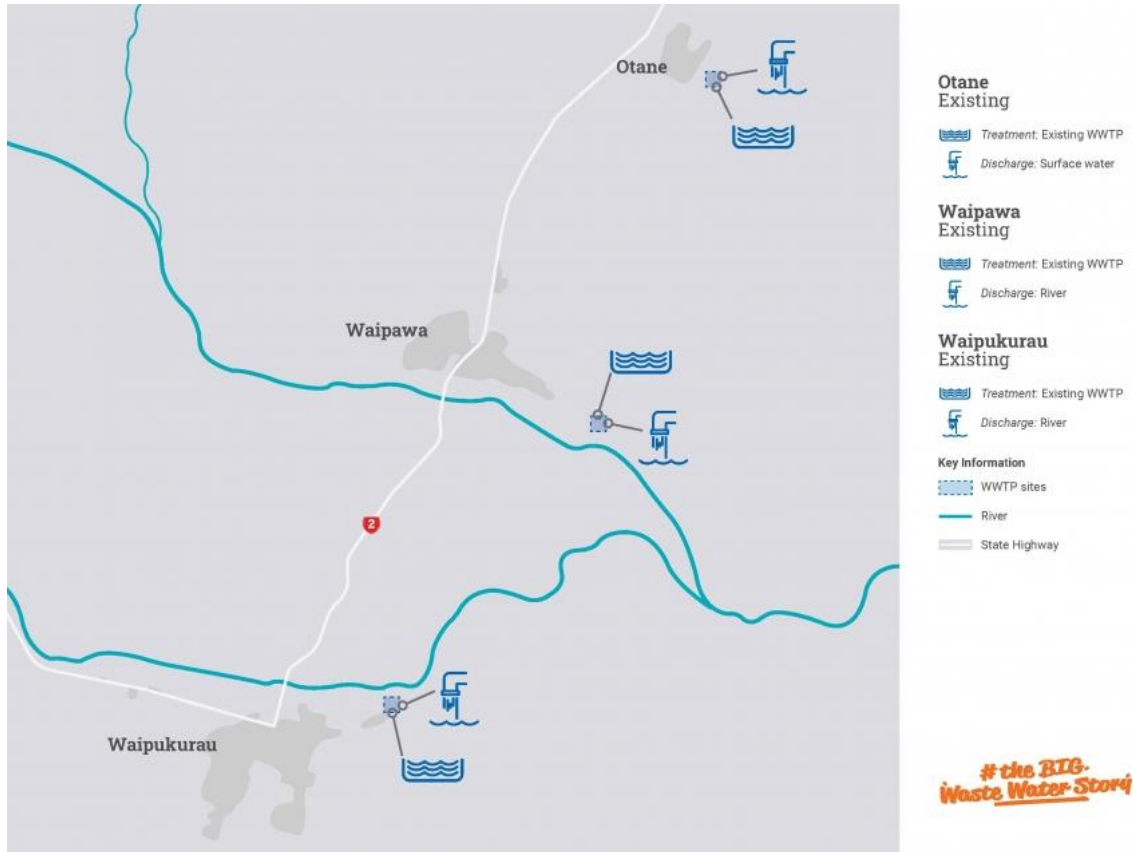 Otane
Waipawa
2
Waipukurau
Otane
Existing
Treatment: Existing WWTP
Discharge: Surface water
Waipawa
Existing
Treatment: Existing WWTP
Discharge: River
Waipukurau
Existing
Treatment: Existing WWTP
Discharge: River
Key Information
WWTP sites
River
State Highway
# the BIG.
Waste Water Story